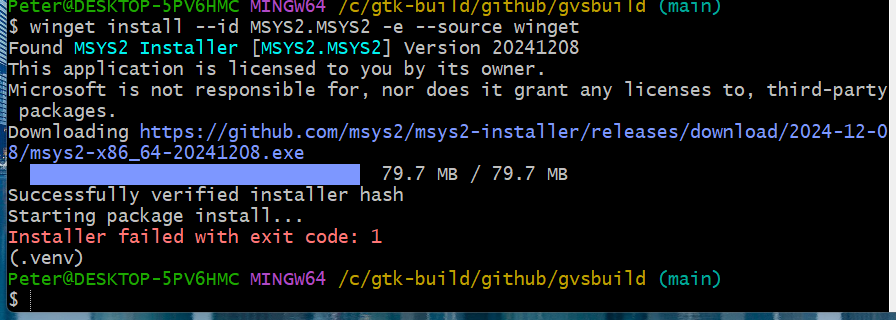 Peter@DESKTOP-5PV6HMC MINGW64 /c/gtk-build/github/gvsbuild (main)
$ winget install --id MSYS2.MSYS2 -e --source winget
Found MSYS2 Installer [MSYS2.MSYS2] Version 20241208
This application is licensed to you by its owner.
Microsoft is not responsible for, nor does it grant any licenses to, third-party
 packages.
Downloading https://github.com/msys2/msys2-installer/releases/download/2024-12-0
8/msys2-x86_64-20241208.exe
79.7 MB / 79.7 MB
Successfully verified installer hash
Starting package install...
Installer failed with exit code: 1
(.venv)
Peter@DESKTOP-5PV6HMC MINGW64 /c/gtk-build/github/gvsbuild (main)
$